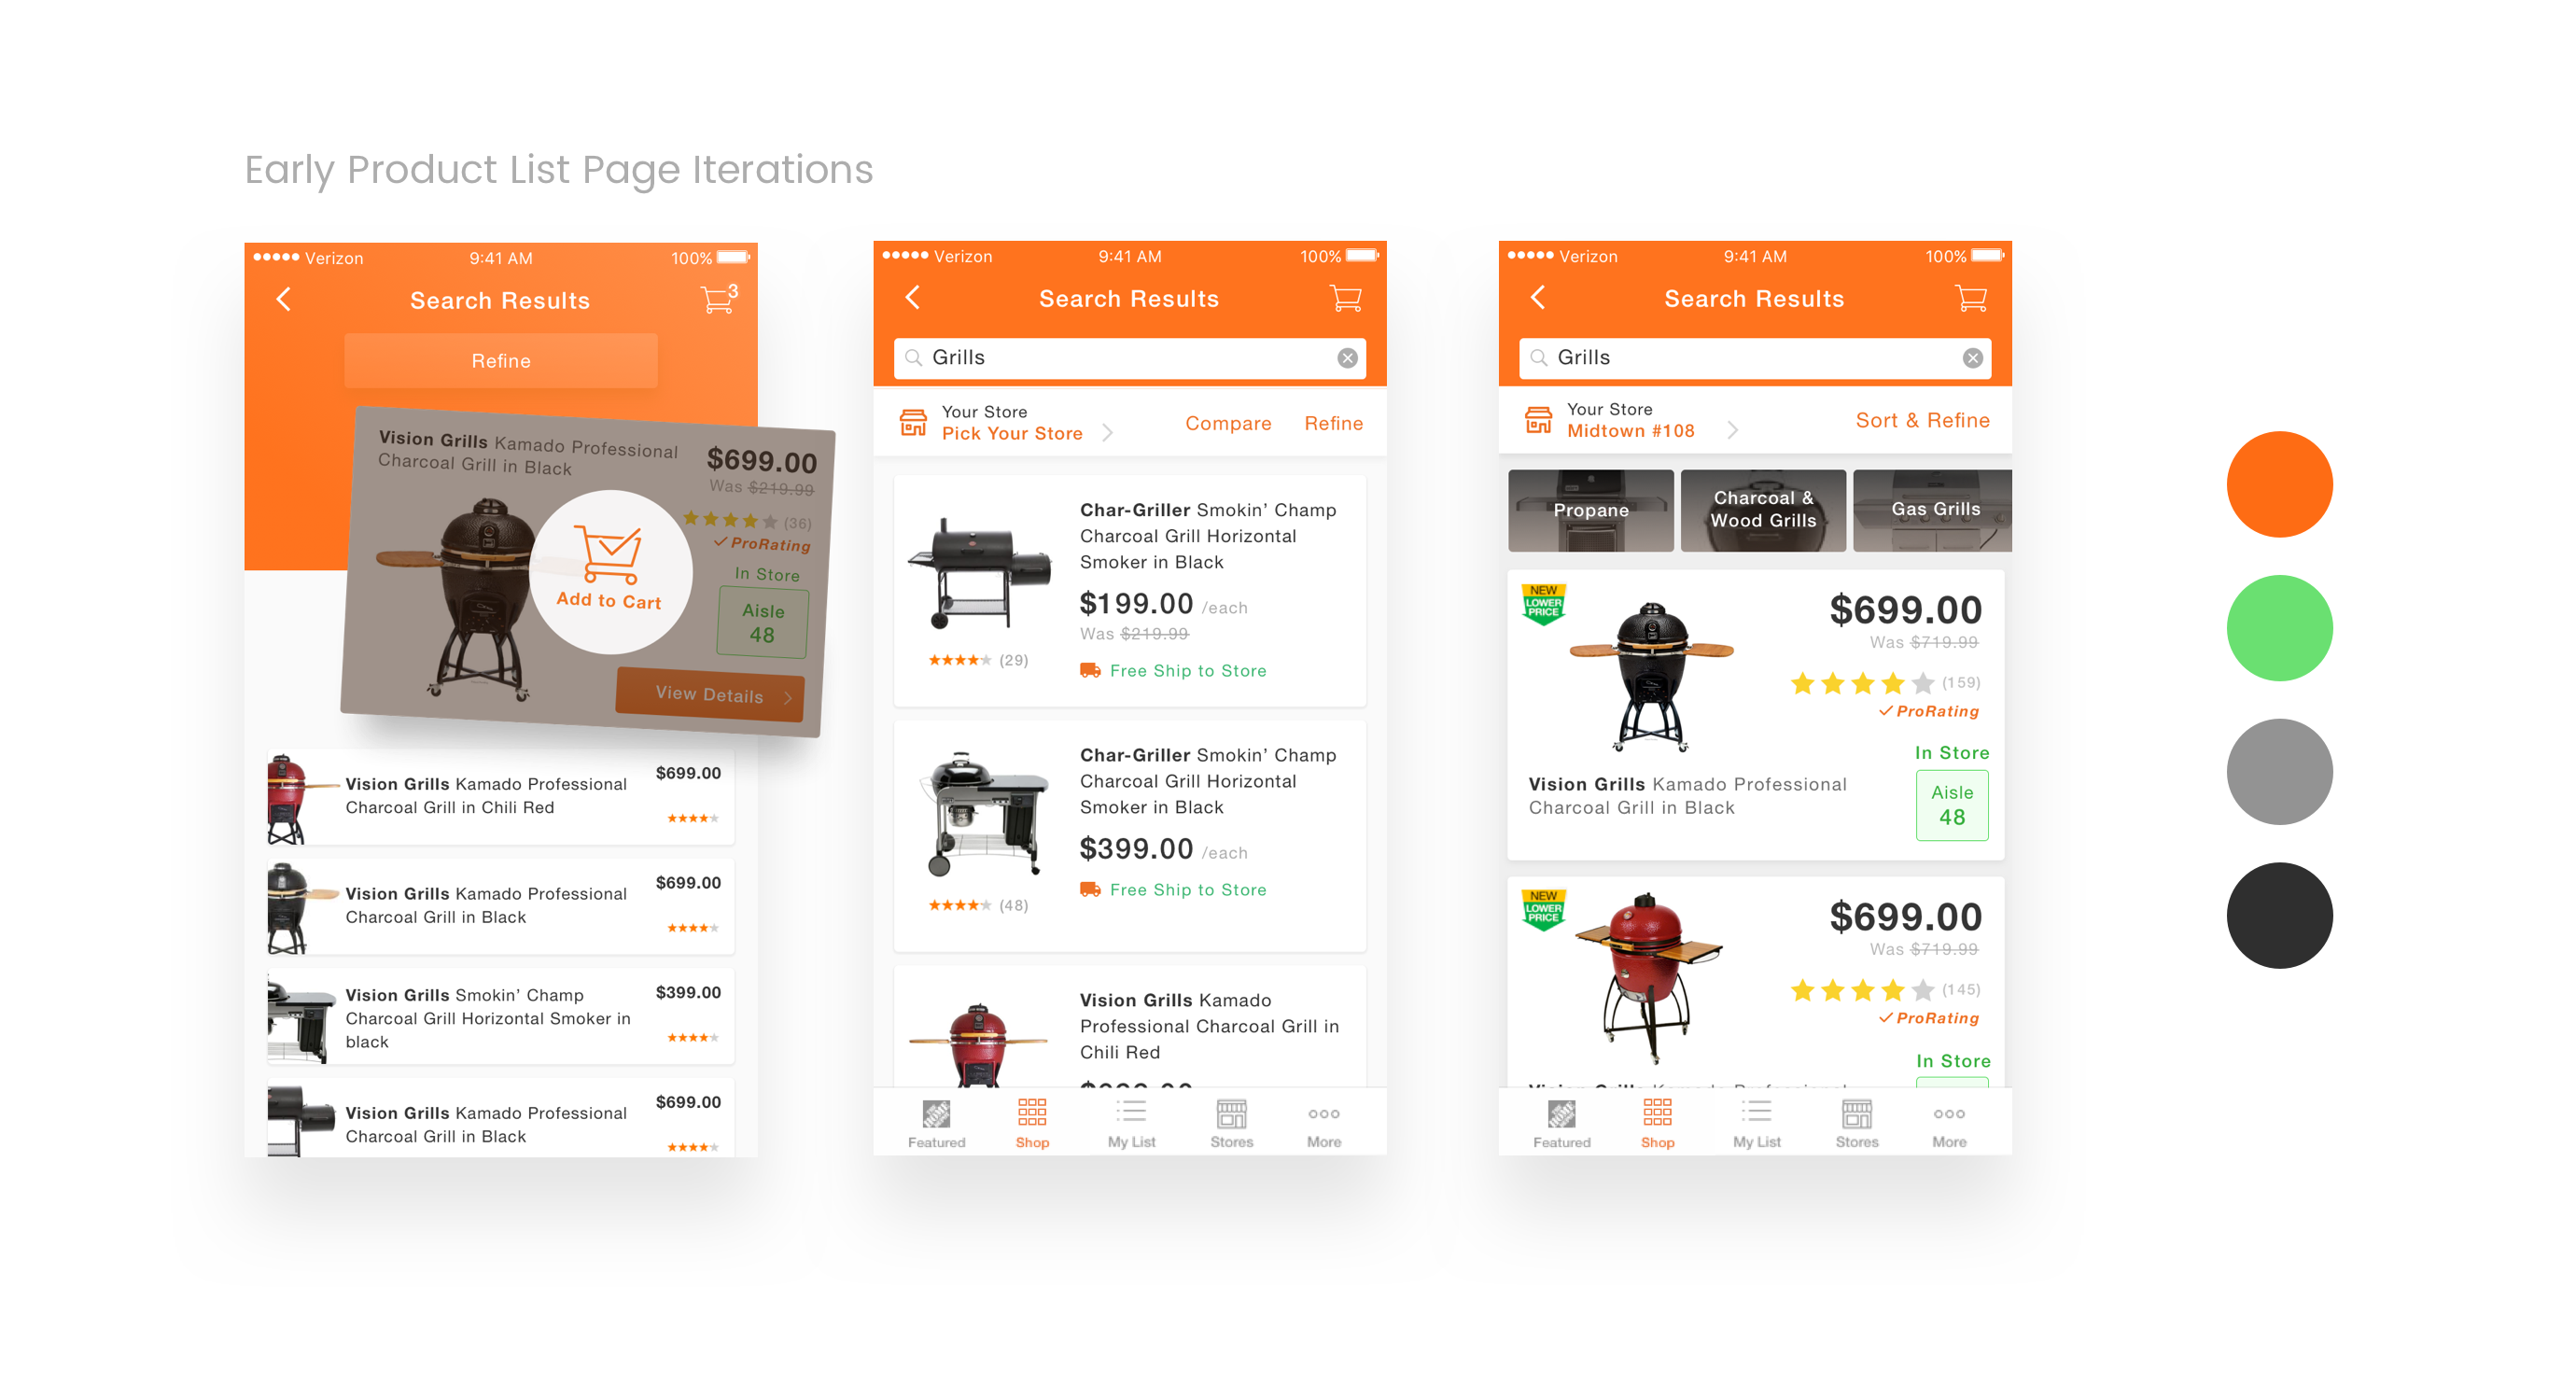 Early Product List Page Iterations
Verizon 9:41 AM 100%
Search Results 3
Refine
Vision Grills Kamado Professional
Charcoal Grill in Black
$699.00
Was $219.99
(36)
ProRating
In Store
Aisle
48
Add to Cart
View Details
Vision Grills Kamado Professional
Charcoal Grill in Chili Red
$699.00
Vision Grills Kamado Professional
Charcoal Grill in Black
$699.00
Vision Grills Smokin’ Champ
Charcoal Grill Horizontal Smoker in
black
$399.00
Vision Grills Kamado Professional
Charcoal Grill in Black
$699.00
Verizon 9:41 AM 100%
Search Results
Grills
Your Store
Pick Your Store
Compare Refine
Char-Griller Smokin’ Champ
Charcoal Grill Horizontal
Smoker in Black
$199.00 /each
Was $219.99
(29)
Free Ship to Store
Char-Griller Smokin’ Champ
Charcoal Grill Horizontal
Smoker in Black
$399.00 /each
Free Ship to Store
(48)
Vision Grills Kamado
Professional Charcoal Grill in
Chili Red
Featured Shop My List Stores More
Verizon 9:41 AM 100%
Search Results
Grills
Your Store
Midtown #108
Sort & Refine
Propane
Charcoal &
Wood Grills
Gas Grills
NEW
LOWER
PRICE
$699.00
Was $719.99
(159)
ProRating
In Store
Aisle
48
Vision Grills Kamado Professional
Charcoal Grill in Black
NEW
LOWER
PRICE
$699.00
Was $719.99
(145)
ProRating
In Store
Vision Grills Kamado Professional
Featured Shop My List Stores More